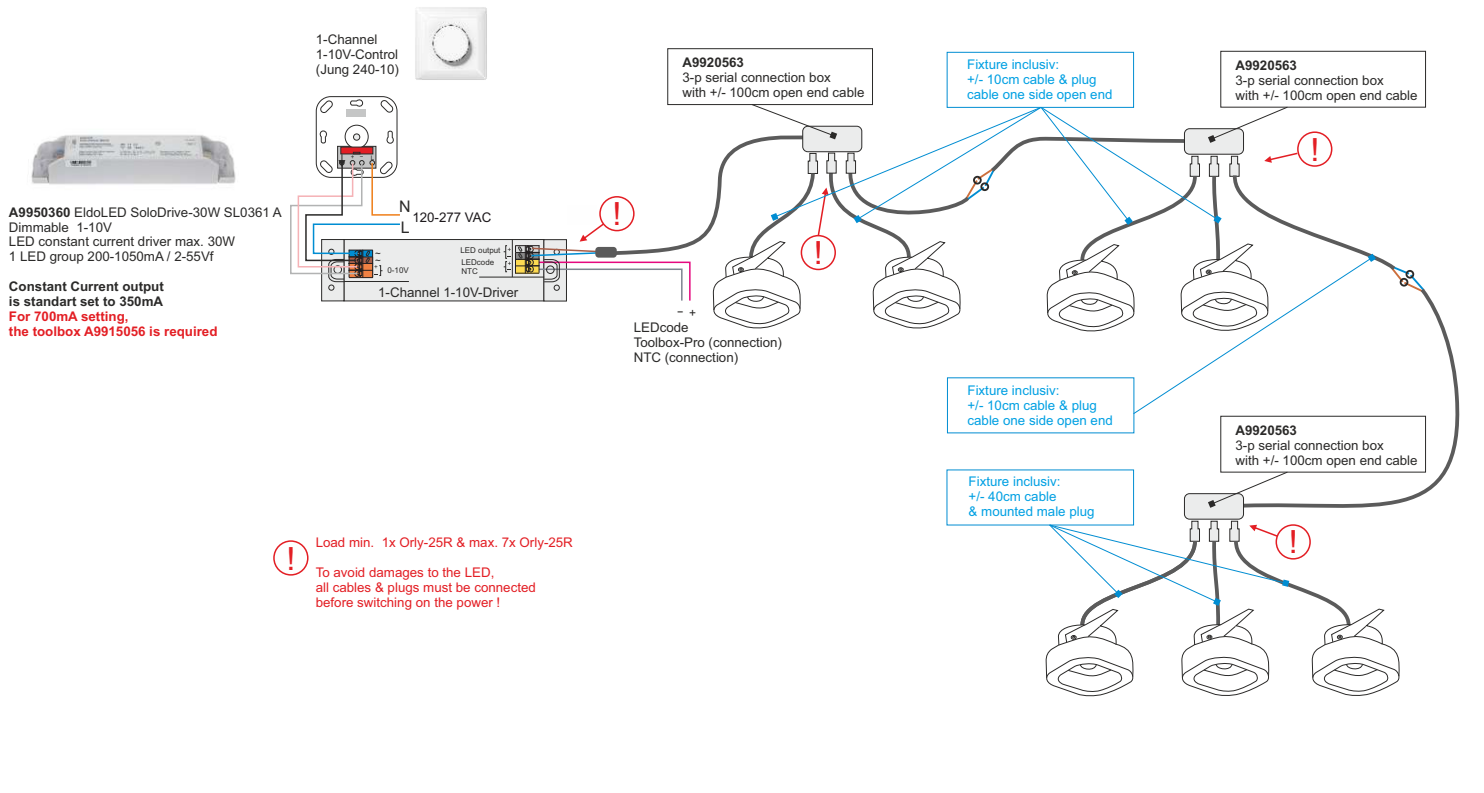 1-Channel
1-10V-Control
(Jung 240-10)
A9950360 EldoLED SoloDrive-30W SL0361 A
Dimmable 1-10V
LED constant current driver max. 30W
1 LED group 200-1050mA / 2-55Vf
Constant Current output
is standart set to 350mA
For 700mA setting,
the toolbox A9915056 is required
N
120-277 VAC
L
~
~
+
-
} 0-10V
LED output
+
-
LEDcode
NTC
+
-
1-Channel 1-10V-Driver
!
- +
LEDcode
Toolbox-Pro (connection)
NTC (connection)
A9920563
3-p serial connection box
with +/- 100cm open end cable
Fixture inclusiv:
+/- 10cm cable & plug
cable one side open end
A9920563
3-p serial connection box
with +/- 100cm open end cable
!
!
Fixture inclusiv:
+/- 10cm cable & plug
cable one side open end
A9920563
3-p serial connection box
with +/- 100cm open end cable
Fixture inclusiv:
+/- 40cm cable
& mounted male plug
!
!
Load min. 1x Orly-25R & max. 7x Orly-25R
To avoid damages to the LED,
all cables & plugs must be connected
before switching on the power !